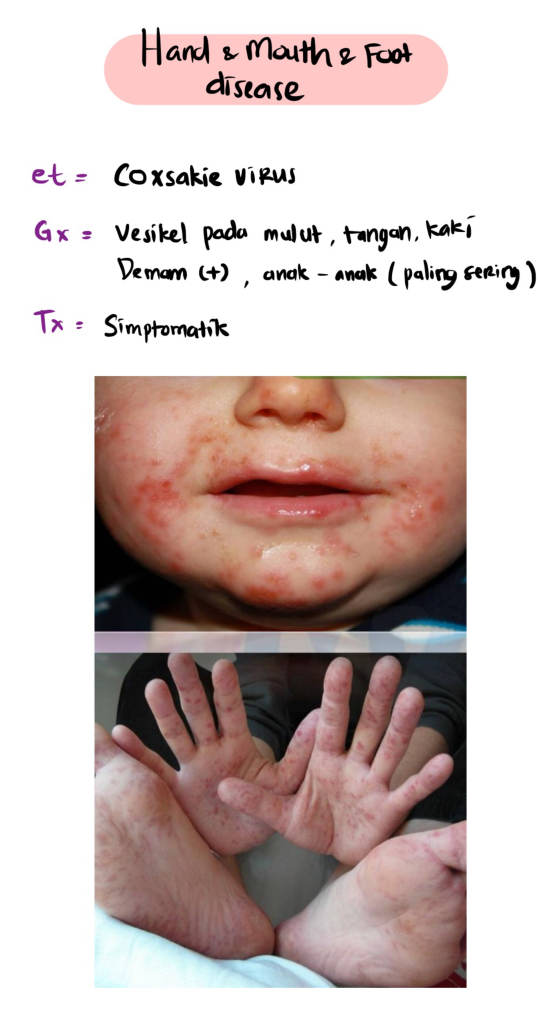 Hand & Mouth & Foot
disease
et = Coxsakie virus
Gx = Vesikel pada mulut, tangan, kaki
Demam (+), anak - anak (paling sering)
Tx = Simptomatik